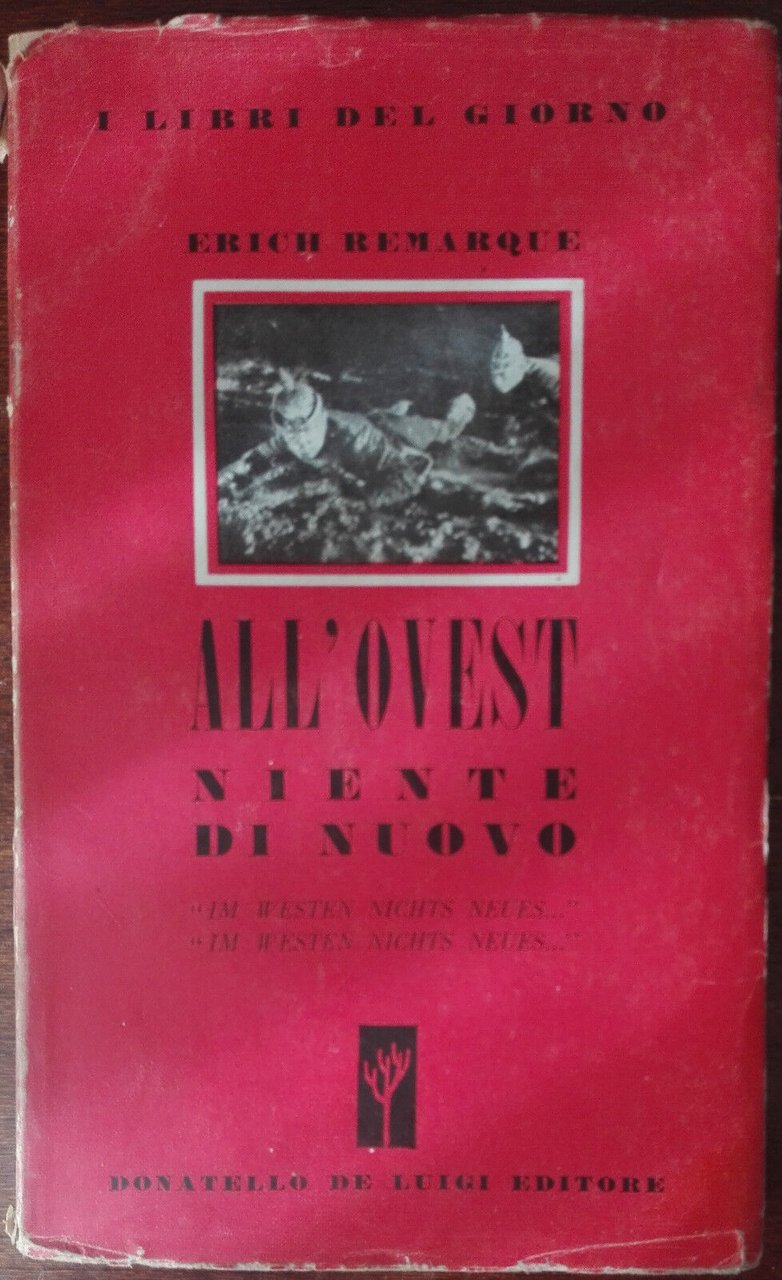 I LIBRI DEL GIORNO
ERICH REMARQUE
ALL'OVEST
NIENTE
DI NUOVO
"IM WESTEN NICHTS NEUES..."
"IM WESTEN NICHTS NEUES..."
DONATELLO DE LUIGI EDITORE